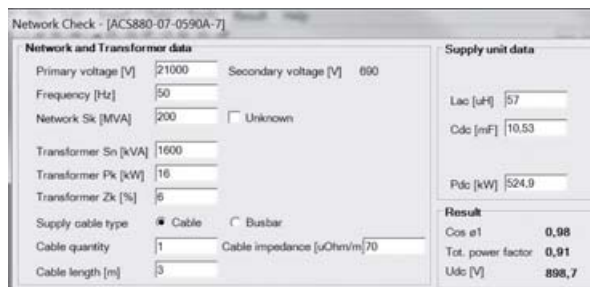 Network Check - [ACS880-07-0590A-7]
Network and Transformer data
Primary voltage [V] 21000 Secondary voltage [V] 690
Frequency [Hz] 50
Network Sk [MVA] 200 Unknown
Transformer Sn [kVA] 1600
Transformer Pk [kW] 16
Transformer Zk [%] 6
Supply cable type Cable Busbar
Cable quantity 1 Cable impedance [uOhm/m] 70
Cable length [m] 3
Supply unit data
Lac [uH] 57
Cdc [mF] 10,53
Pdc [kW] 524,9
Result
Cos ø1 0,98
Tot. power factor 0,91
Udc [V] 898,7